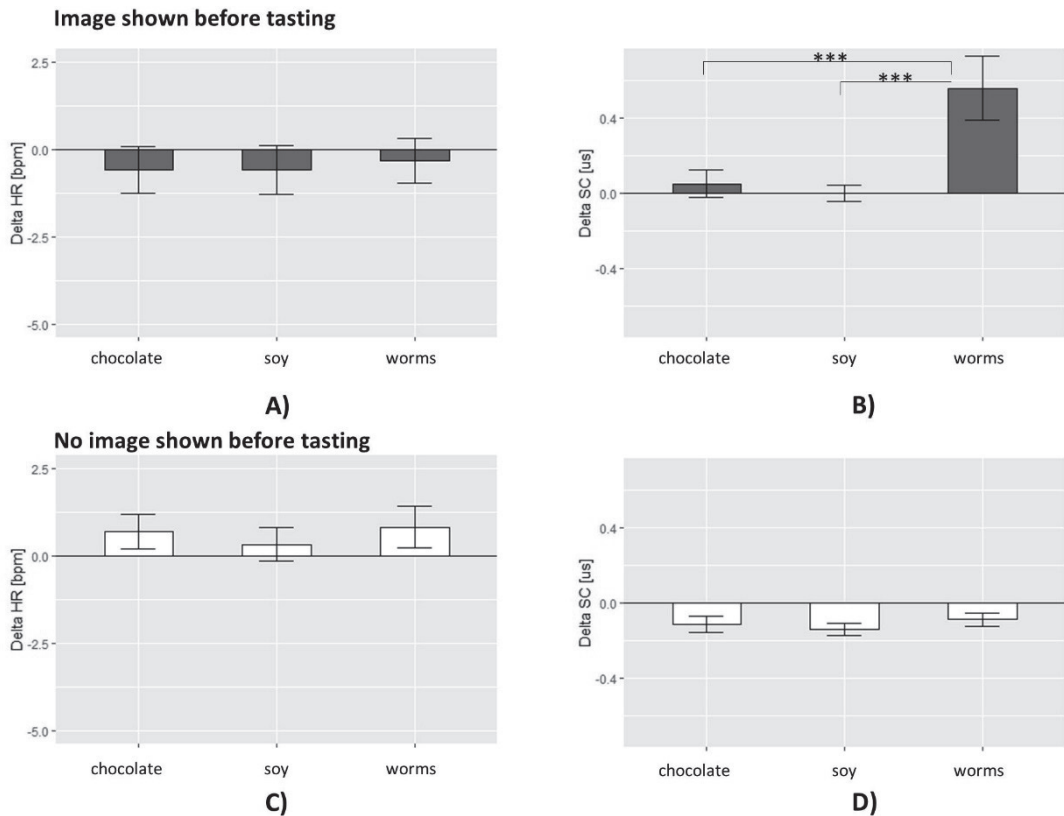 Image shown before tasting
2.5
0.0
-2.5
-5.0
Delta HR [bpm]
chocolate soy worms
A)
***
***
0.4
0.0
-0.4
Delta SC [us]
chocolate soy worms
B)
No image shown before tasting
2.5
0.0
-2.5
-5.0
Delta HR [bpm]
chocolate soy worms
C)
0.4
0.0
-0.4
Delta SC [us]
chocolate soy worms
D)